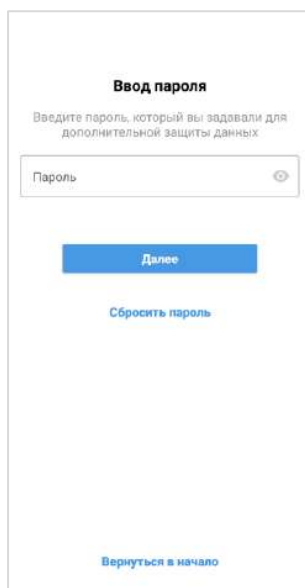 Ввод пароля
Введите пароль, который вы задавали для
дополнительной защиты данных
Пароль
Далее
Сбросить пароль
Вернуться в начало